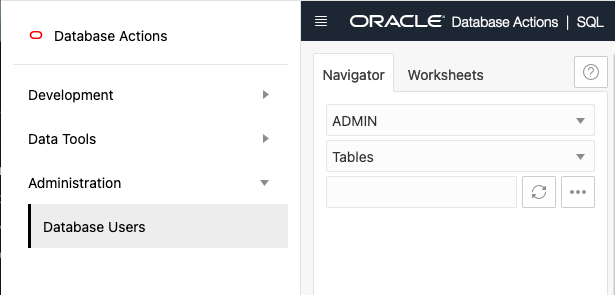 Database Actions
Development
Data Tools
Administration
Database Users
ORACLE Database Actions | SQL
Navigator
Worksheets
?
ADMIN
Tables